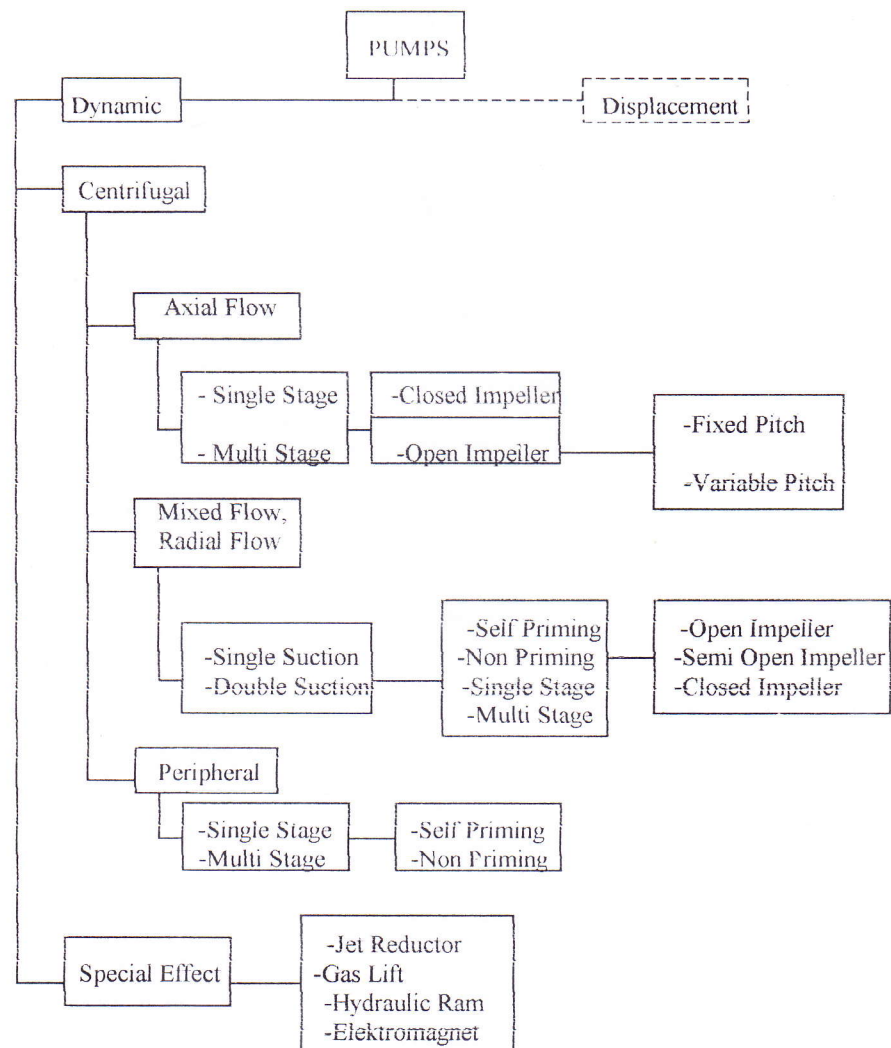 PUMPS
Dynamic
Displacement
Centrifugal
Axial Flow
- Single Stage
- Multi Stage
-Closed Impeller
-Open Impeller
-Fixed Pitch
-Variable Pitch
Mixed Flow,
Radial Flow
-Single Suction
-Double Suction
-Self Priming
-Non Priming
-Single Stage
-Multi Stage
-Open Impeller
-Semi Open Impeller
-Closed Impeller
Peripheral
-Single Stage
-Multi Stage
-Self Priming
-Non Priming
Special Effect
-Jet Reductor
-Gas Lift
-Hydraulic Ram
-Elektromagnet